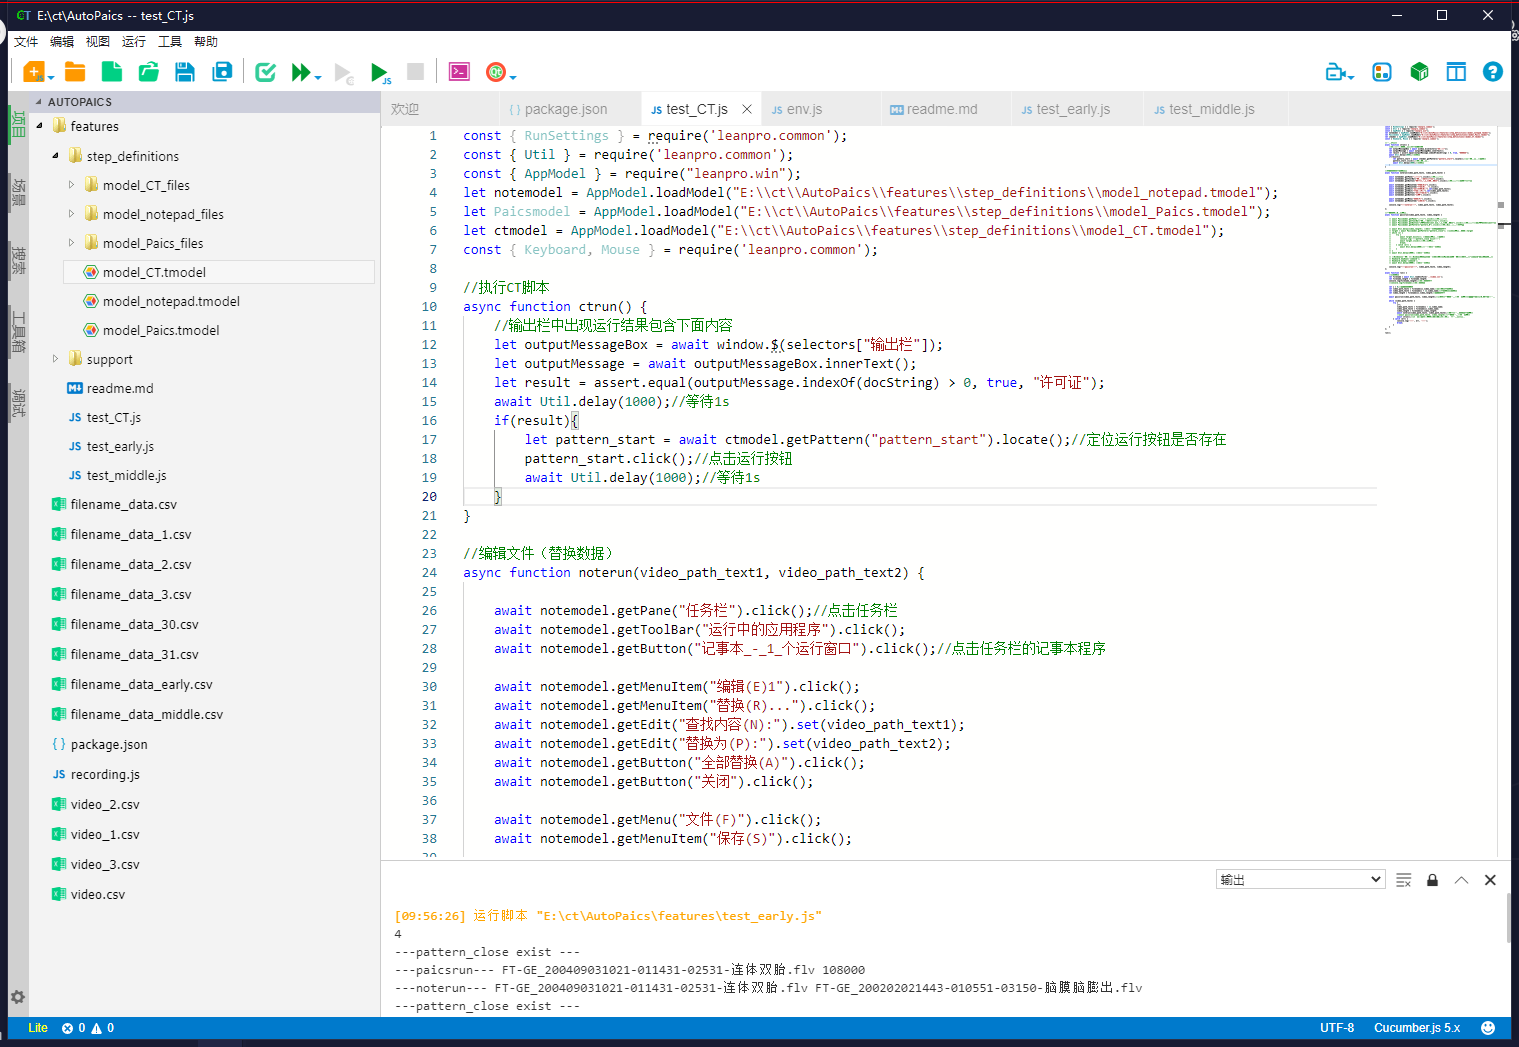 CT E:\ct\AutoPaics -- test_CT.js
文件 编辑 视图 运行 工具 帮助
项目
场景
搜索
工具箱
调试
AUTOPAICS
features
step_definitions
model_CT_files
model_notepad_files
model_Paics_files
model_CT.tmodel
model_notepad.tmodel
model_Paics.tmodel
support
readme.md
JS test_CT.js
JS test_early.js
JS test_middle.js
filename_data.csv
filename_data_1.csv
filename_data_2.csv
filename_data_3.csv
filename_data_30.csv
filename_data_31.csv
filename_data_early.csv
filename_data_middle.csv
{ } package.json
JS recording.js
video_2.csv
video_1.csv
video_3.csv
video.csv
欢迎 { } package.json JS test_CT.js JS env.js readme.md JS test_early.js JS test_middle.js
1 const { RunSettings } = require('leanpro.common');
2 const { Util } = require('leanpro.common');
3 const { AppModel } = require("leanpro.win");
4 let notemodel = AppModel.loadModel("E:\\ct\\AutoPaics\\features\\step_definitions\\model_notepad.tmodel");
5 let Paicsmodel = AppModel.loadModel("E:\\ct\\AutoPaics\\features\\step_definitions\\model_Paics.tmodel");
6 let ctmodel = AppModel.loadModel("E:\\ct\\AutoPaics\\features\\step_definitions\\model_CT.tmodel");
7 const { Keyboard, Mouse } = require('leanpro.common');
8
9 //执行CT脚本
10 async function ctrun() {
11 //输出栏中出现运行结果包含下面内容
12 let outputMessageBox = await window.$(selectors["输出栏"]);
13 let outputMessage = await outputMessageBox.innerText();
14 let result = assert.equal(outputMessage.indexOf(docString) > 0, true, "许可证");
15 await Util.delay(1000);//等待1s
16 if(result){
17 let pattern_start = await ctmodel.getPattern("pattern_start").locate();//定位运行按钮是否存在
18 pattern_start.click();//点击运行按钮
19 await Util.delay(1000);//等待1s
20 }
21 }
22
23 //编辑文件（替换数据）
24 async function noterun(video_path_text1, video_path_text2) {
25
26 await notemodel.getPane("任务栏").click();//点击任务栏
27 await notemodel.getToolBar("运行中的应用程序").click();
28 await notemodel.getButton("记事本_-_1_个运行窗口").click();//点击任务栏的记事本程序
29
30 await notemodel.getMenuItem("编辑(E)1").click();
31 await notemodel.getMenuItem("替换(R)...").click();
32 await notemodel.getEdit("查找内容(N):").set(video_path_text1);
33 await notemodel.getEdit("替换为(P):").set(video_path_text2);
34 await notemodel.getButton("全部替换(A)").click();
35 await notemodel.getButton("关闭").click();
36
37 await notemodel.getMenu("文件(F)").click();
38 await notemodel.getMenuItem("保存(S)").click();
输出
[09:56:26] 运行脚本 "E:\ct\AutoPaics\features\test_early.js"
4
---pattern_close exist ---
---paicsrun--- FT-GE_200409031021-011431-02531-连体双胎.flv 108000
---noterun--- FT-GE_200409031021-011431-02531-连体双胎.flv FT-GE_200202021443-010551-03150-脑膜脑膨出.flv
---pattern_close exist ---
Lite 0 0 UTF-8 Cucumber.js 5.x